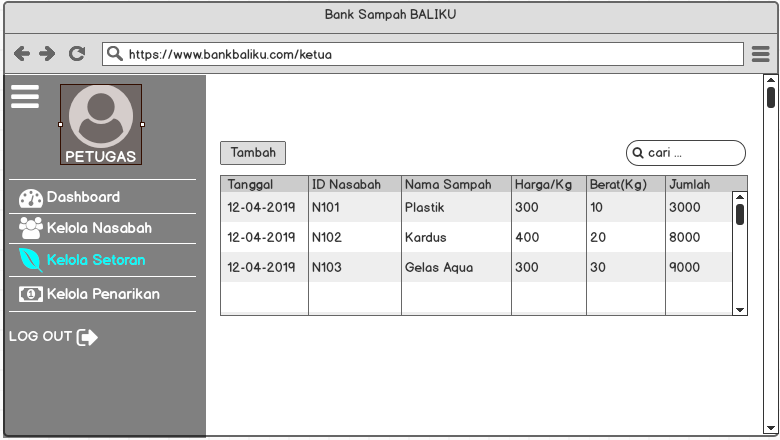 Bank Sampah BALIKU
https://www.bankbaliku.com/ketua
PETUGAS
Dashboard
Kelola Nasabah
Kelola Setoran
Kelola Penarikan
LOG OUT
Tambah
cari ...
Tanggal ID Nasabah Nama Sampah Harga/Kg Berat(Kg) Jumlah
12-04-2019 N101 Plastik 300 10 3000
12-04-2019 N102 Kardus 400 20 8000
12-04-2019 N103 Gelas Aqua 300 30 9000